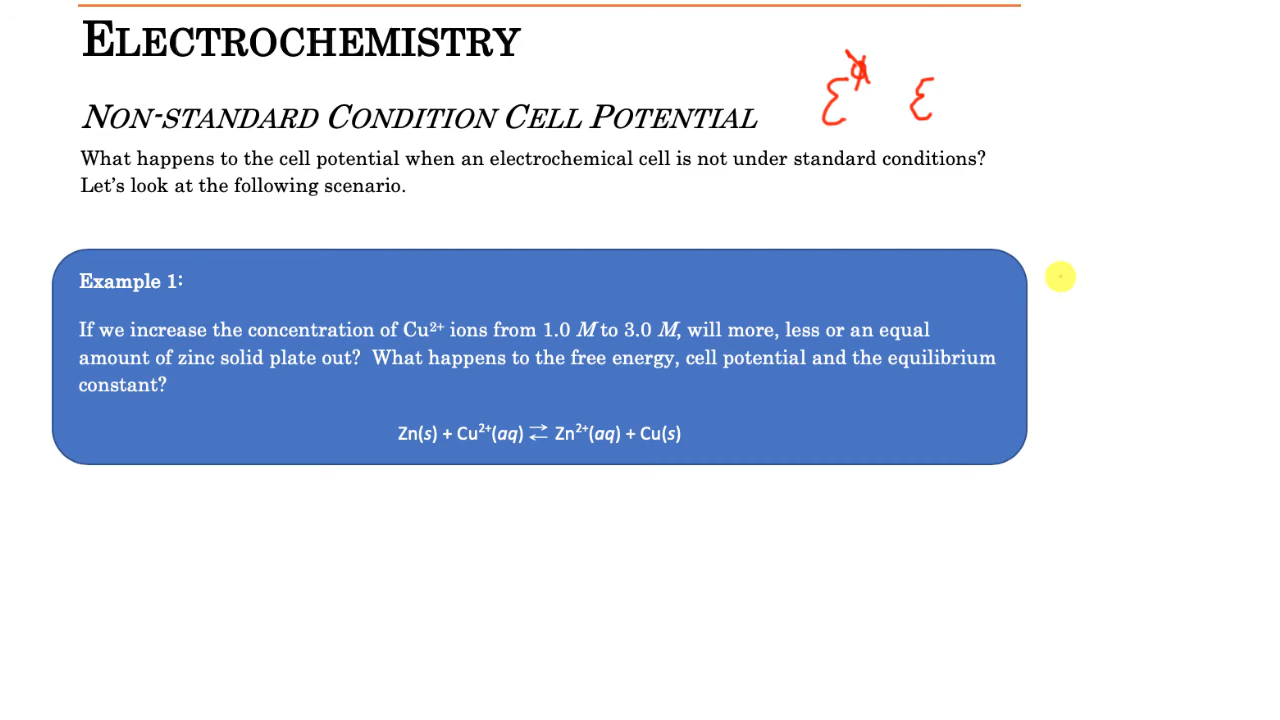 ELECTROCHEMISTRY
NON-STANDARD CONDITION CELL POTENTIAL
ℰ° ℰ
What happens to the cell potential when an electrochemical cell is not under standard conditions?
Let's look at the following scenario.
Example 1:
If we increase the concentration of Cu²⁺ ions from 1.0 M to 3.0 M, will more, less or an equal
amount of zinc solid plate out? What happens to the free energy, cell potential and the equilibrium
constant?
Zn(s) + Cu²⁺(aq) ⇄ Zn²⁺(aq) + Cu(s)